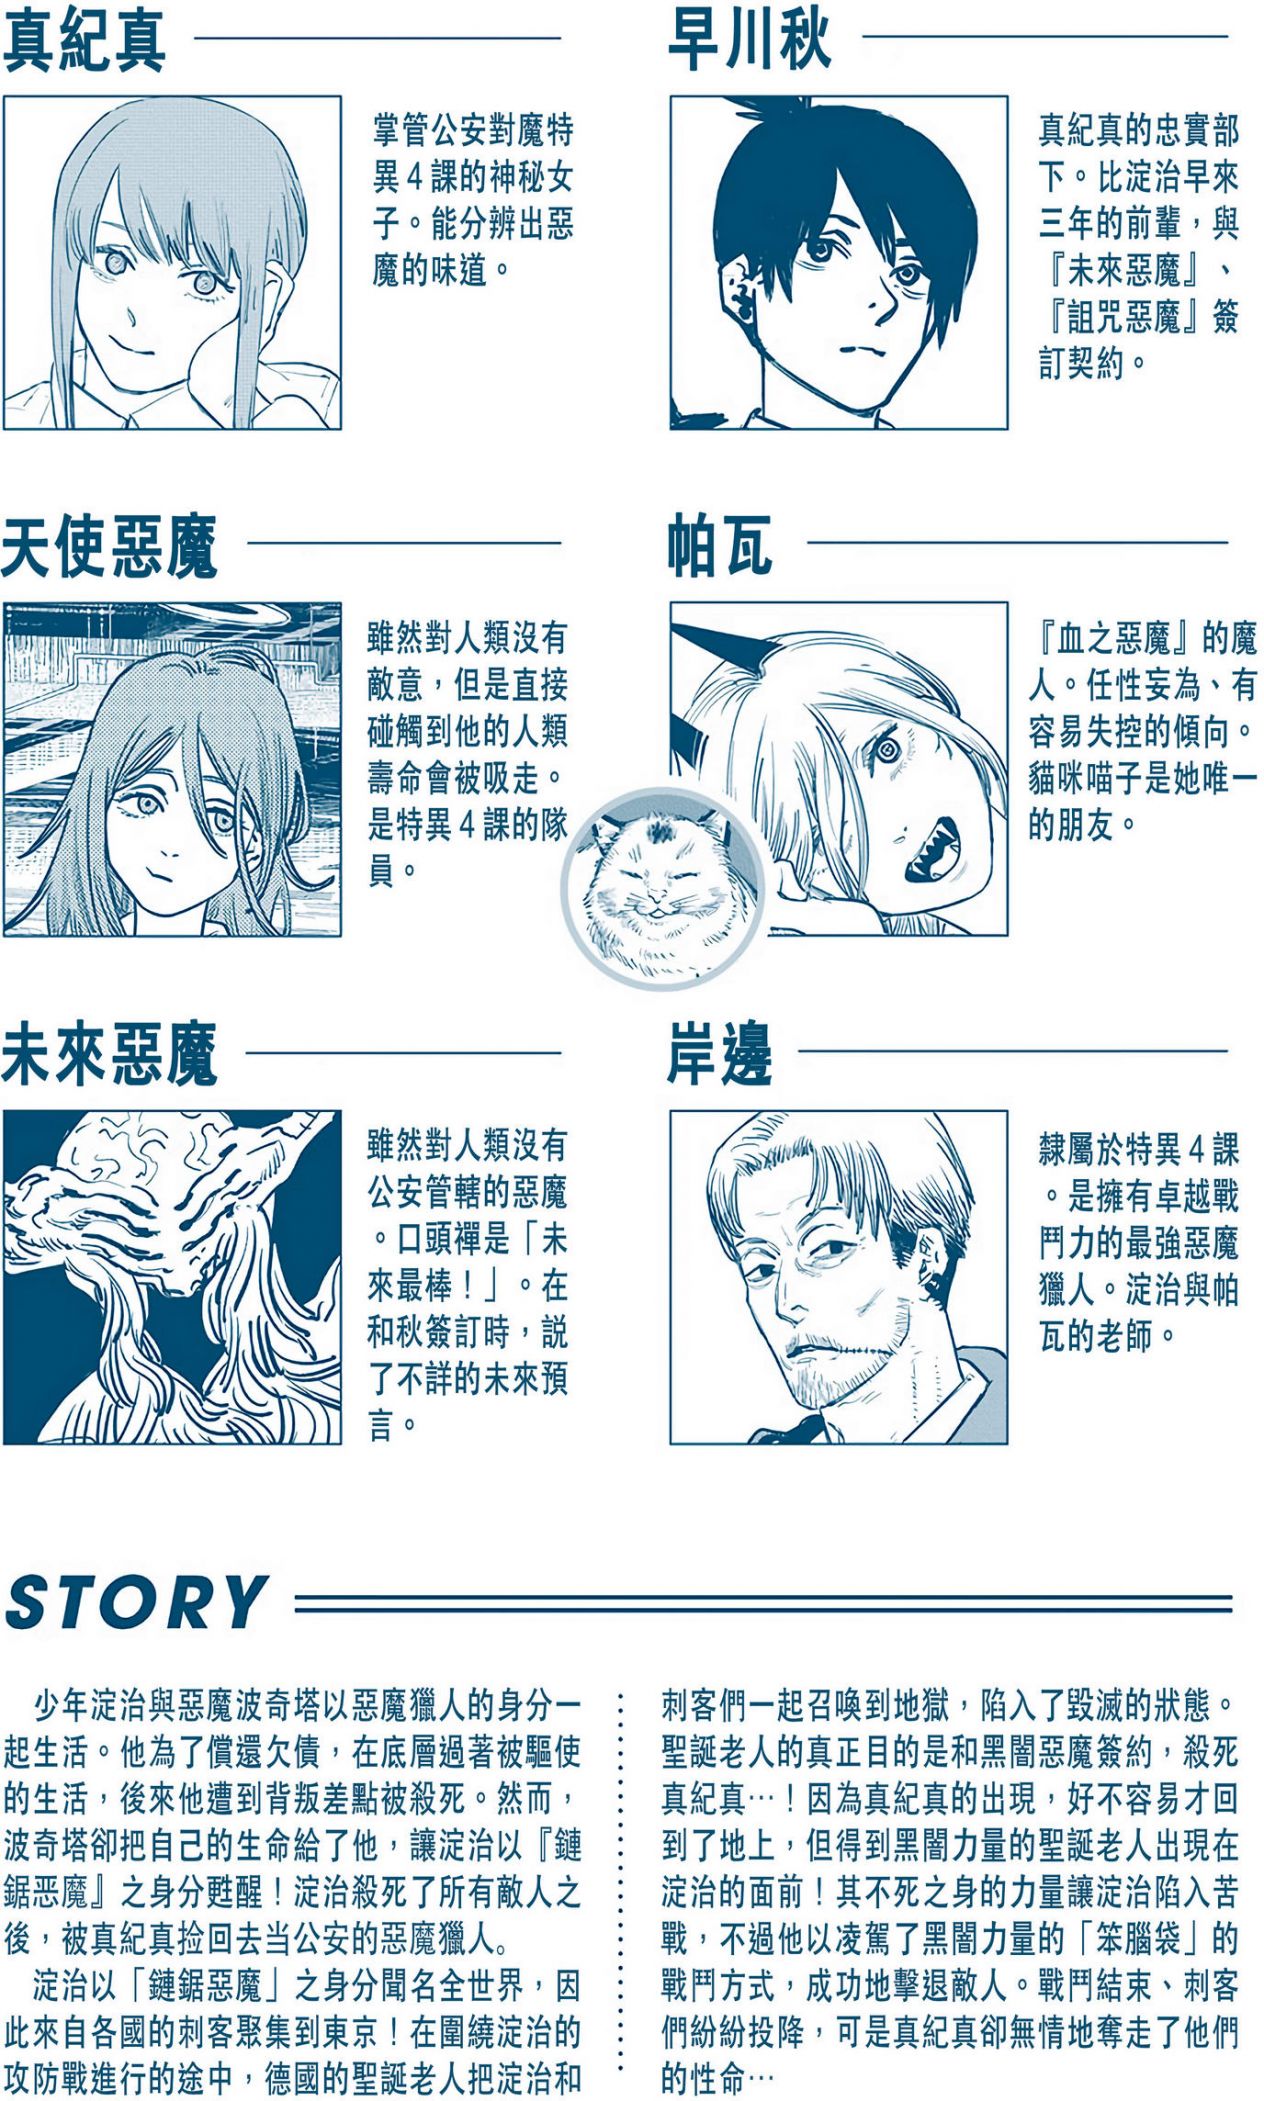 真紀真
掌管公安對魔特
異4課的神秘女
子。能分辨出惡
魔的味道。
早川秋
真紀真的忠實部
下。比淀治早來
三年的前輩，與
『未來惡魔』、
『詛咒惡魔』簽
訂契約。
天使惡魔
雖然對人類沒有
敵意，但是直接
碰觸到他的人類
壽命會被吸走。
是特異4課的隊
員。
帕瓦
『血之惡魔』的魔
人。任性妄為、有
容易失控的傾向。
貓咪喵子是她唯一
的朋友。
未來惡魔
雖然對人類沒有
公安管轄的惡魔
。口頭禪是「未
來最棒！」。在
和秋簽訂時，説
了不詳的未來預
言。
岸邊
隸屬於特異4課
。是擁有卓越戰
鬥力的最強惡魔
獵人。淀治與帕
瓦的老師。
STORY
少年淀治與惡魔波奇塔以惡魔獵人的身分一
起生活。他為了償還欠債，在底層過著被驅使
的生活，後來他遭到背叛差點被殺死。然而，
波奇塔卻把自己的生命給了他，讓淀治以『鏈
鋸恶魔』之身分甦醒！淀治殺死了所有敵人之
後，被真紀真捡回去当公安的惡魔獵人。
淀治以「鏈鋸惡魔」之身分聞名全世界，因
此來自各國的刺客聚集到東京！在圍繞淀治的
攻防戰進行的途中，德國的聖誕老人把淀治和
刺客們一起召喚到地獄，陷入了毀滅的狀態。
聖誕老人的真正目的是和黑闇惡魔簽約，殺死
真紀真…！因為真紀真的出現，好不容易才回
到了地上，但得到黑闇力量的聖誕老人出現在
淀治的面前！其不死之身的力量讓淀治陷入苦
戰，不過他以凌駕了黑闇力量的「笨腦袋」的
戰鬥方式，成功地擊退敵人。戰鬥結束、刺客
們紛紛投降，可是真紀真卻無情地奪走了他們
的性命…